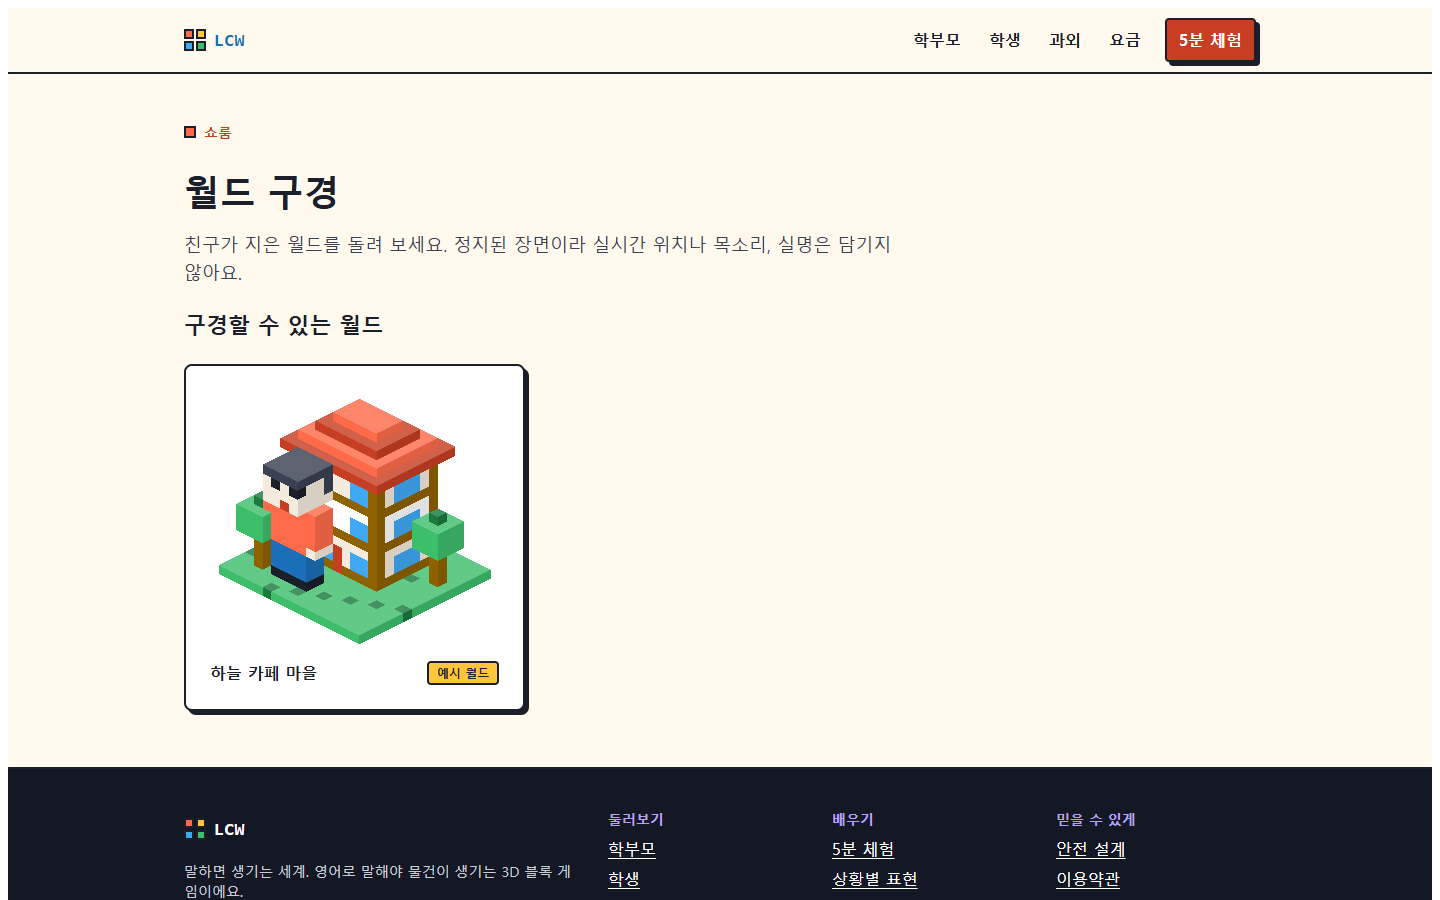 LCW
학부모 학생 과외 요금 5분 체험
쇼룸
월드 구경
친구가 지은 월드를 돌려 보세요. 정지된 장면이라 실시간 위치나 목소리, 실명은 담기지
않아요.
구경할 수 있는 월드
하늘 카페 마을
예시 월드
LCW
말하면 생기는 세계. 영어로 말해야 물건이 생기는 3D 블록 게
임이에요.
둘러보기
학부모
학생
배우기
5분 체험
상황별 표현
믿을 수 있게
안전 설계
이용약관